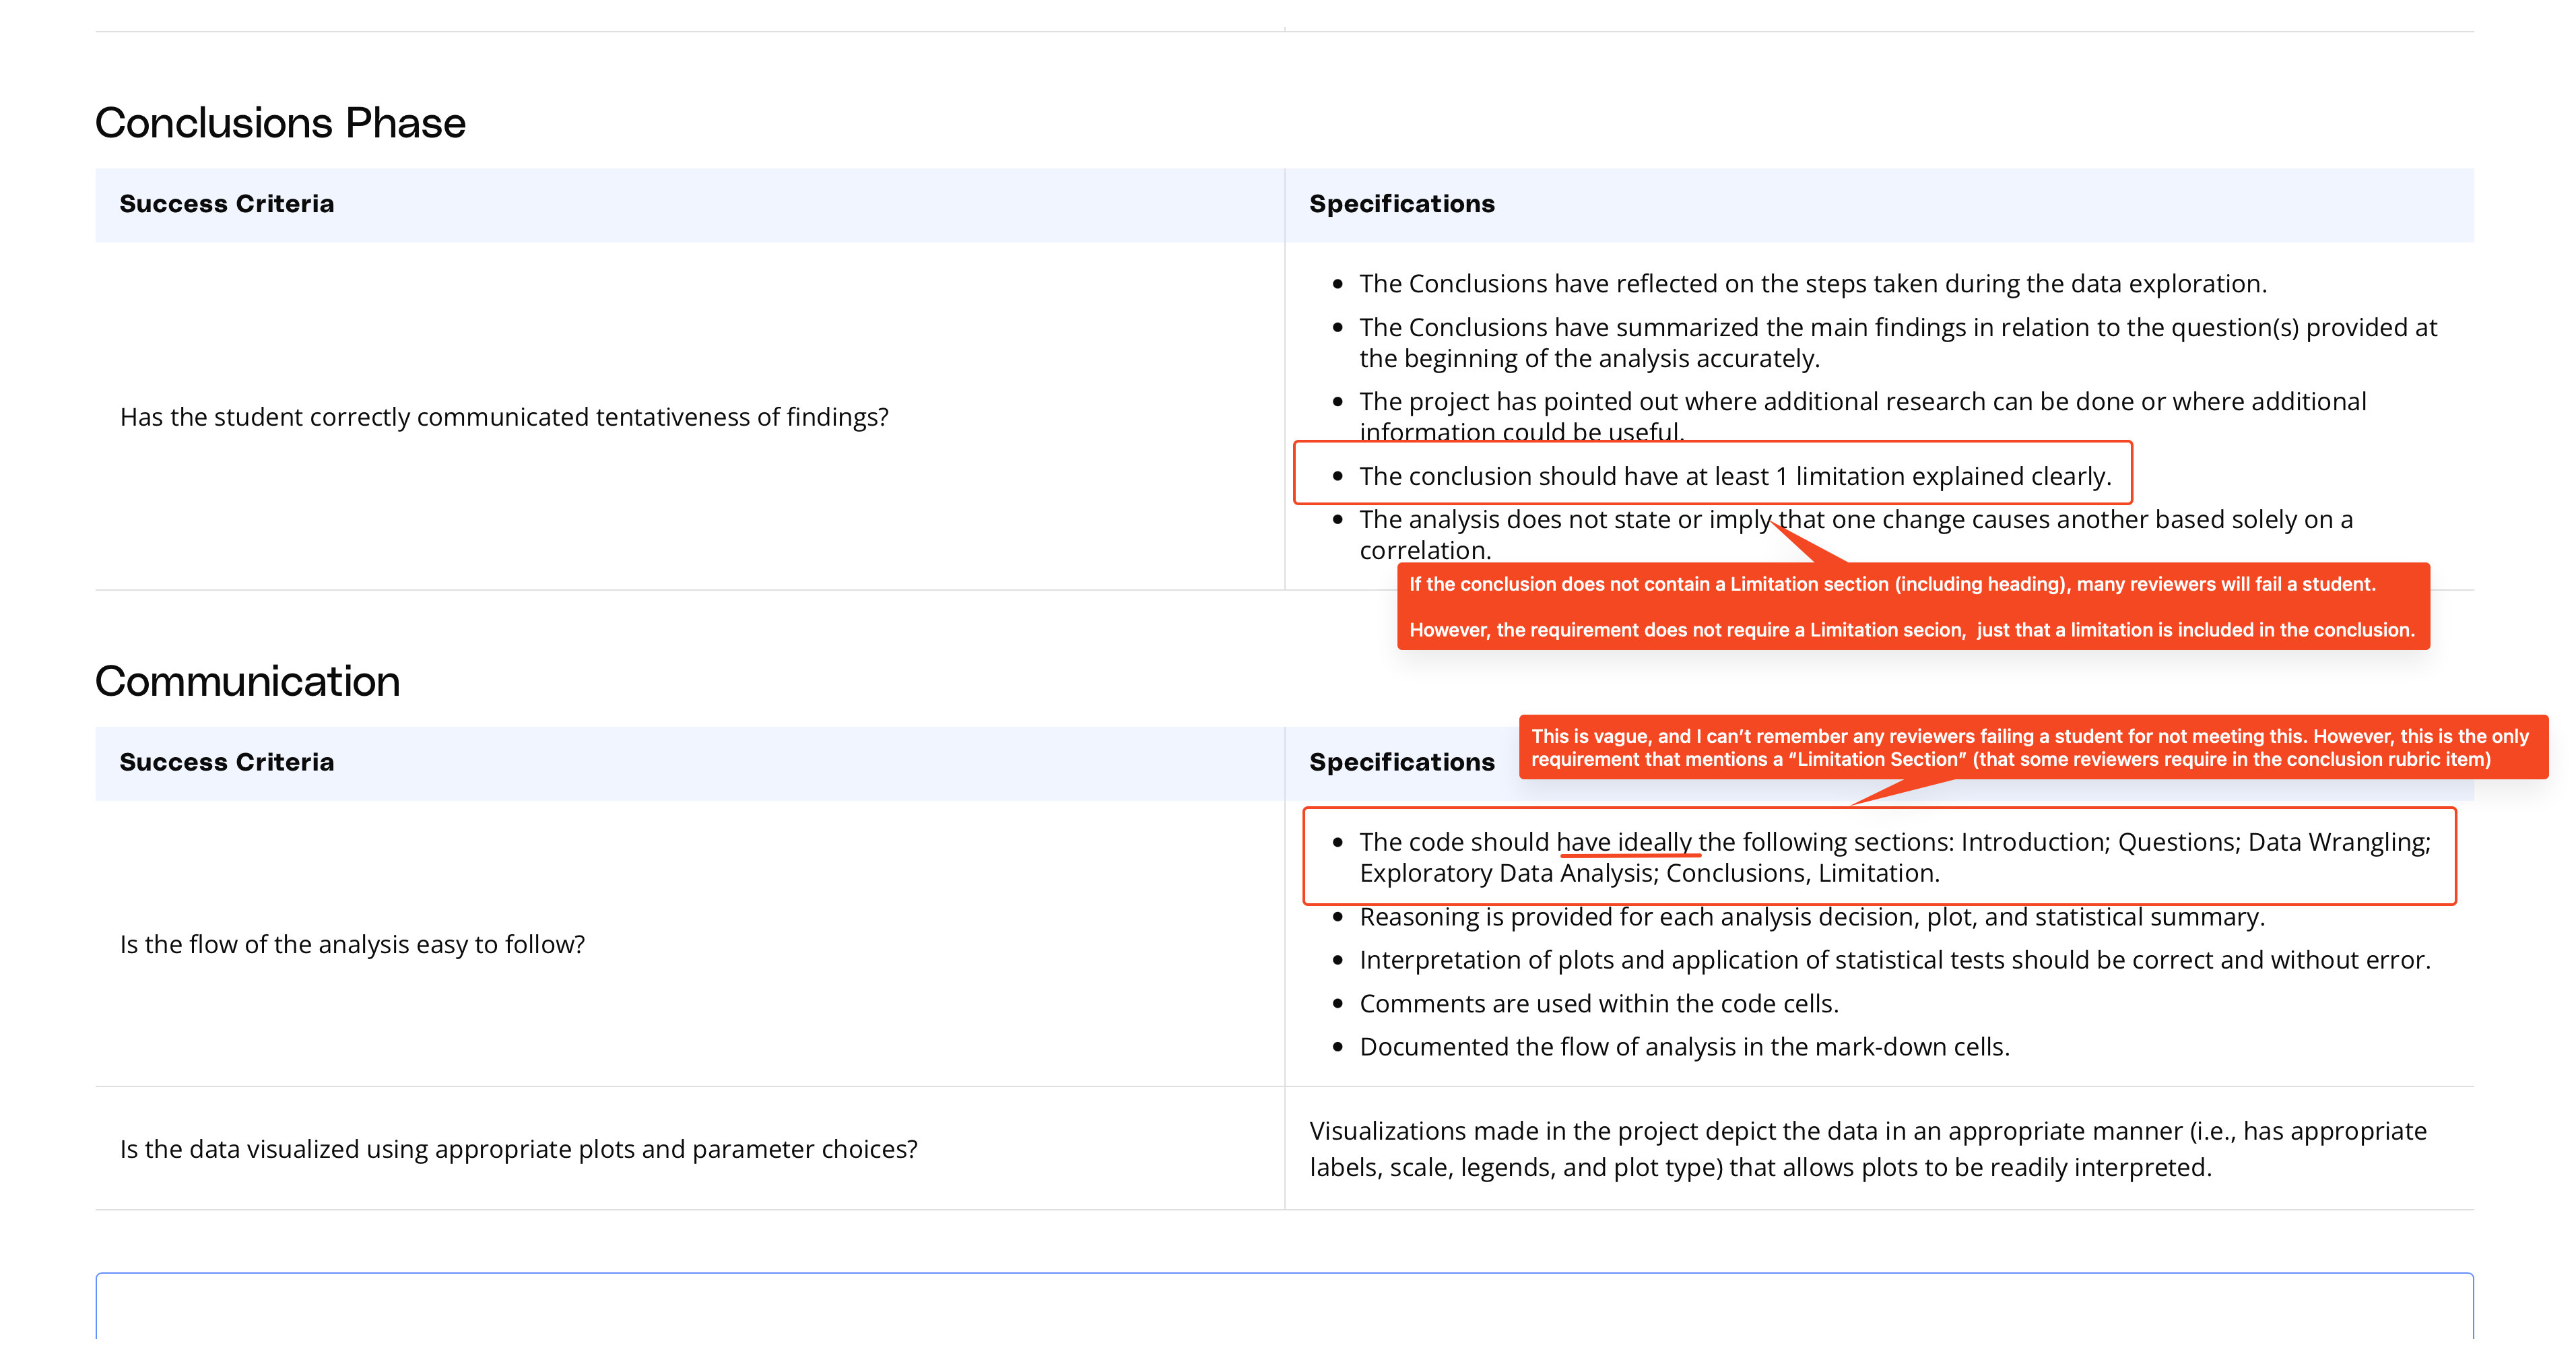 Conclusions Phase
Success Criteria
Specifications
Has the student correctly communicated tentativeness of findings?
The Conclusions have reflected on the steps taken during the data exploration.
The Conclusions have summarized the main findings in relation to the question(s) provided at
the beginning of the analysis accurately.
The project has pointed out where additional research can be done or where additional
information could be useful.
The conclusion should have at least 1 limitation explained clearly.
The analysis does not state or imply that one change causes another based solely on a
correlation.
If the conclusion does not contain a Limitation section (including heading), many reviewers will fail a student.
However, the requirement does not require a Limitation secion, just that a limitation is included in the conclusion.
Communication
Success Criteria
Specifications
This is vague, and I can’t remember any reviewers failing a student for not meeting this. However, this is the only
requirement that mentions a “Limitation Section” (that some reviewers require in the conclusion rubric item)
Is the flow of the analysis easy to follow?
The code should have ideally the following sections: Introduction; Questions; Data Wrangling;
Exploratory Data Analysis; Conclusions, Limitation.
Reasoning is provided for each analysis decision, plot, and statistical summary.
Interpretation of plots and application of statistical tests should be correct and without error.
Comments are used within the code cells.
Documented the flow of analysis in the mark-down cells.
Is the data visualized using appropriate plots and parameter choices?
Visualizations made in the project depict the data in an appropriate manner (i.e., has appropriate
labels, scale, legends, and plot type) that allows plots to be readily interpreted.